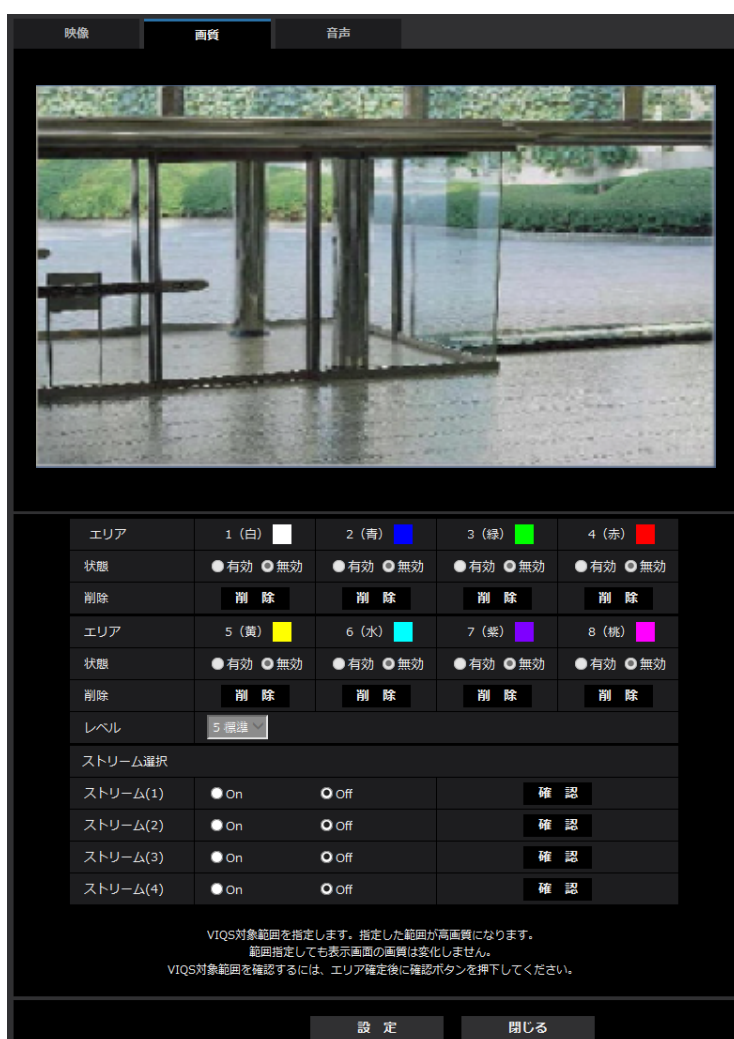 映像 画質 音声
エリア 1（白） 2（青） 3（緑） 4（赤）
状態 有効 無効 有効 無効 有効 無効 有効 無効
削除 削 除 削 除 削 除 削 除
エリア 5（黄） 6（水） 7（紫） 8（桃）
状態 有効 無効 有効 無効 有効 無効 有効 無効
削除 削 除 削 除 削 除 削 除
レベル 5 標準
ストリーム選択
ストリーム(1) On Off 確 認
ストリーム(2) On Off 確 認
ストリーム(3) On Off 確 認
ストリーム(4) On Off 確 認
VIQS対象範囲を指定します。指定した範囲が高画質になります。
範囲指定しても表示画面の画質は変化しません。
VIQS対象範囲を確認するには、エリア確定後に確認ボタンを押下してください。
設 定 閉じる